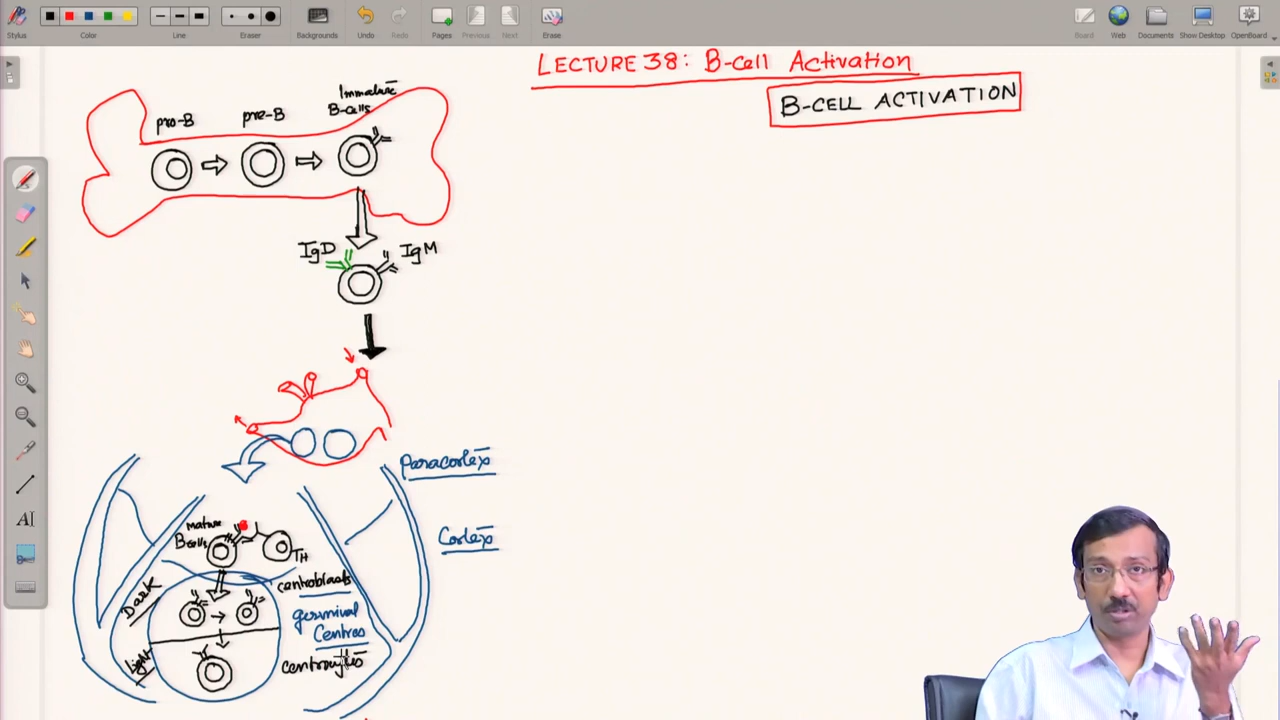 Stylus
Color
Line
Eraser
Backgrounds
Undo
Redo
Pages
Previous
Next
Erase
Board
Web
Documents
Show Desktop
OpenBoard
LECTURE 38: B-cell Activation
B-CELL ACTIVATION
pro-B
pre-B
Immature
B-cells
IgD
IgM
Paracortex
Cortex
mature
B cells
TH
Dark
centroblasts
germinal
Centres
Light
centrocytes